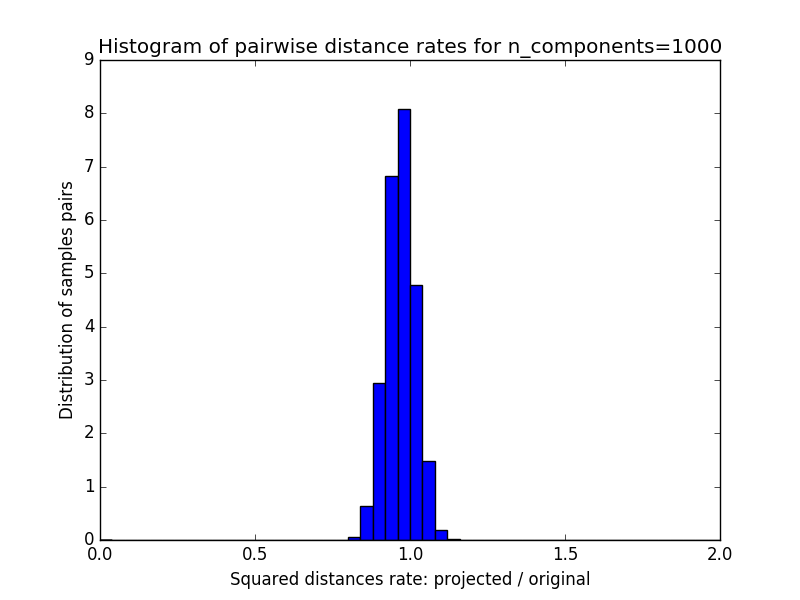 Histogram of pairwise distance rates for n_components=1000
9
8
7
6
5
4
3
2
1
0
Distribution of samples pairs
0.0 0.5 1.0 1.5 2.0
Squared distances rate: projected / original